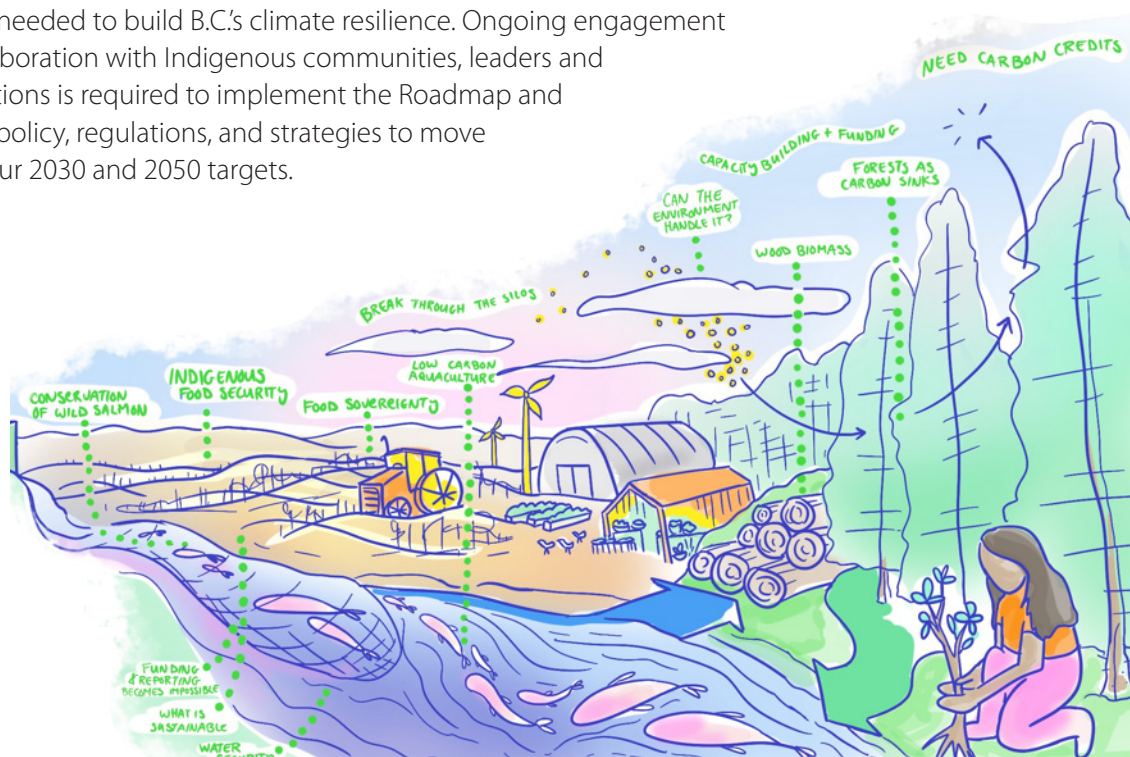 needed to build B.C.'s climate resilience. Ongoing engagement
boration with Indigenous communities, leaders and
tions is required to implement the Roadmap and
policy, regulations, and strategies to move
ur 2030 and 2050 targets.
NEED CARBON CREDITS
CAPACITY BUILDING + FUNDING
FORESTS AS
CARBON SINKS
CAN THE
ENVIRONMENT
HANDLE IT?
WOOD BIOMASS
BREAK THROUGH THE SILOS
LOW CARBON
AQUACULTURE
INDIGENOUS
FOOD SECURITY
CONSERVATION
OF WILD SALMON
FOOD SOVEREIGNTY
FUNDING
& REPORTING
BECOMES IMPOSSIBLE
WHAT IS
SUSTAINABLE
WATER